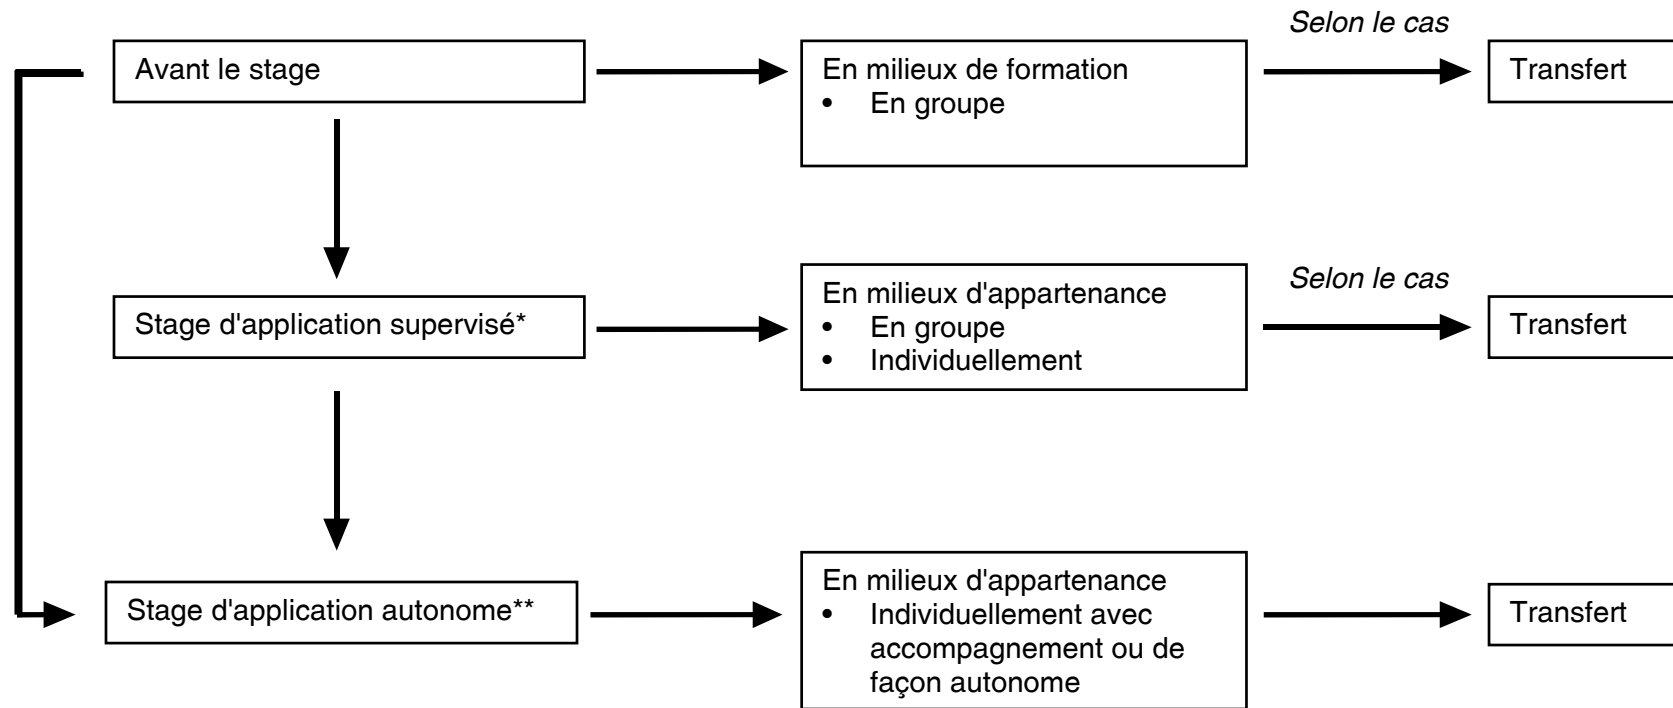 Selon le cas
Avant le stage
En milieux de formation
• En groupe
Transfert
Selon le cas
Stage d'application supervisé*
En milieux d'appartenance
• En groupe
• Individuellement
Transfert
Stage d'application autonome**
En milieux d'appartenance
• Individuellement avec
accompagnement ou de
façon autonome
Transfert